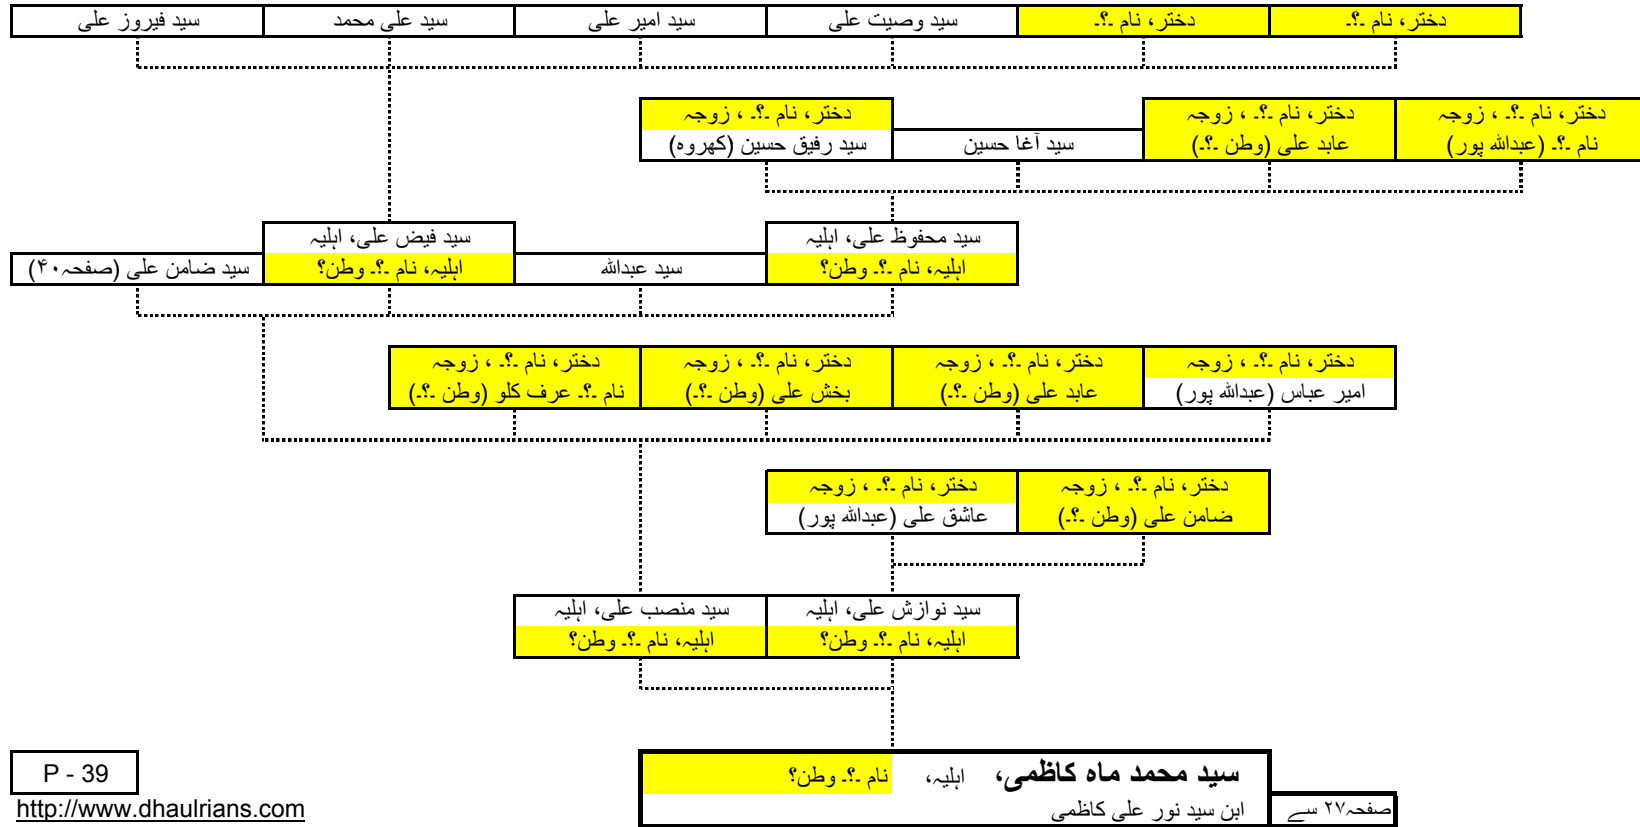 دختر، نام ـ؟ـ
دختر، نام ـ؟ـ
سید وصیت علی
سید امیر علی
سید علی محمد
سید فیروز علی
دختر، نام ـ؟ـ ، زوجہ
نام ـ؟ـ (عبداللہ پور)
دختر، نام ـ؟ـ ، زوجہ
عابد علی (وطن ـ؟ـ)
سید آغا حسین
دختر، نام ـ؟ـ ، زوجہ
سید رفیق حسین (کھروہ)
سید محفوظ علی، اہلیہ
اہلیہ، نام ـ؟ـ وطن؟
سید عبداللہ
سید فیض علی، اہلیہ
اہلیہ، نام ـ؟ـ وطن؟
سید ضامن علی (صفحہ۴۰)
دختر، نام ـ؟ـ ، زوجہ
امیر عباس (عبداللہ پور)
دختر، نام ـ؟ـ ، زوجہ
عابد علی (وطن ـ؟ـ)
دختر، نام ـ؟ـ ، زوجہ
بخش علی (وطن ـ؟ـ)
دختر، نام ـ؟ـ ، زوجہ
نام ـ؟ـ عرف کلو (وطن ـ؟ـ)
دختر، نام ـ؟ـ ، زوجہ
ضامن علی (وطن ـ؟ـ)
دختر، نام ـ؟ـ ، زوجہ
عاشق علی (عبداللہ پور)
سید نوازش علی، اہلیہ
اہلیہ، نام ـ؟ـ وطن؟
سید منصب علی، اہلیہ
اہلیہ، نام ـ؟ـ وطن؟
سید محمد ماہ کاظمی، اہلیہ، نام ـ؟ـ وطن؟
صفحہ۲۷ سے
ابن سید نور علی کاظمی
P - 39
http://www.dhaulrians.com